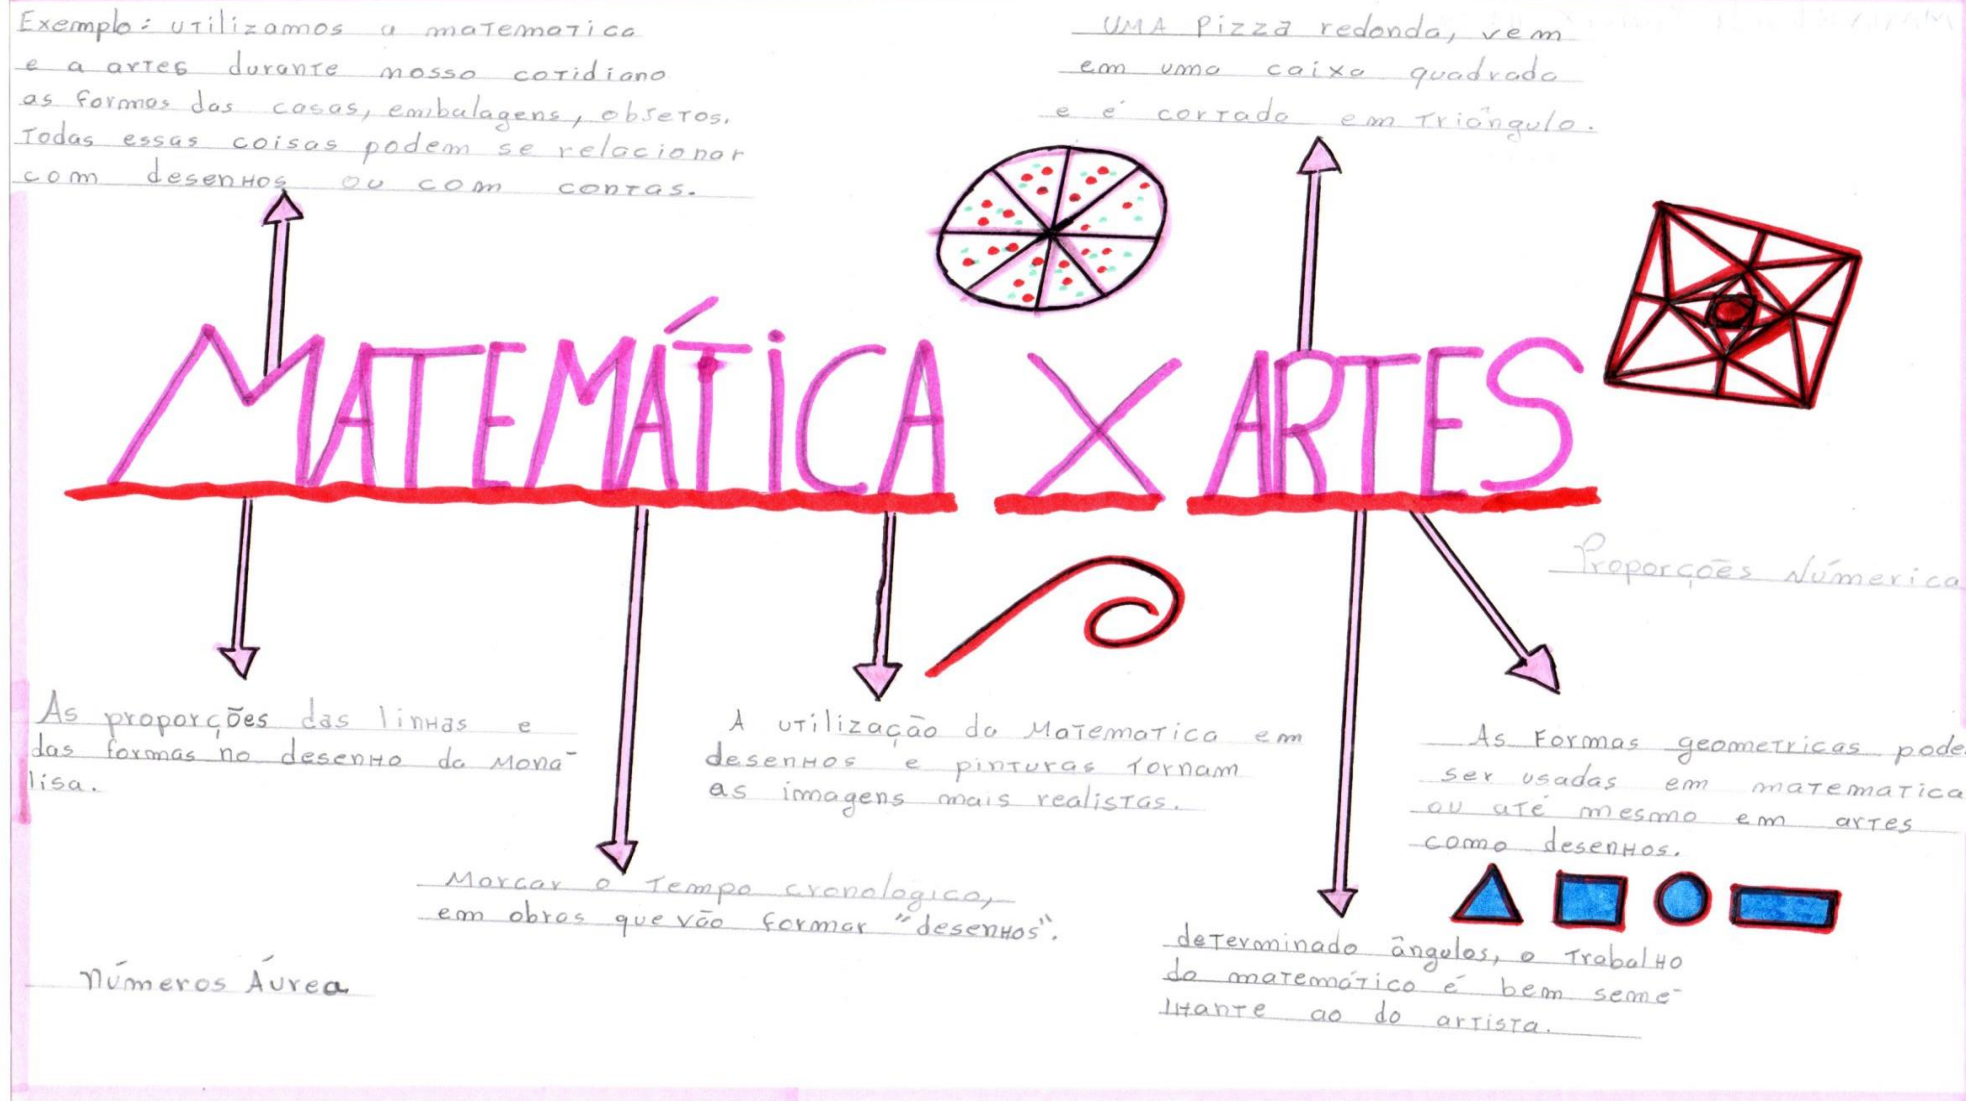 Exemplo: utilizamos a matematica
e a artes durante nosso cotidiano
as formas das casas, embalagens, objetos.
Todas essas coisas podem se relacionar
com desenhos ou com contas.
UMA Pizza redonda, vem
em uma caixa quadrada
e é cortada em triângulo.
MATEMÁTICA X ARTES
Proporções Númerica
As proporções das linhas e
das formas no desenho da Mona-
lisa.
A utilização da Matematica em
desenhos e pinturas tornam
as imagens mais realistas.
As Formas geometricas pode
ser usadas em matematica
ou até mesmo em artes
como desenhos.
Marcar o tempo cronologico,
em obras que vão formar "desenhos".
determinado ângulos, o trabalho
do matemático é bem seme-
lhante ao do artista.
Números Áurea